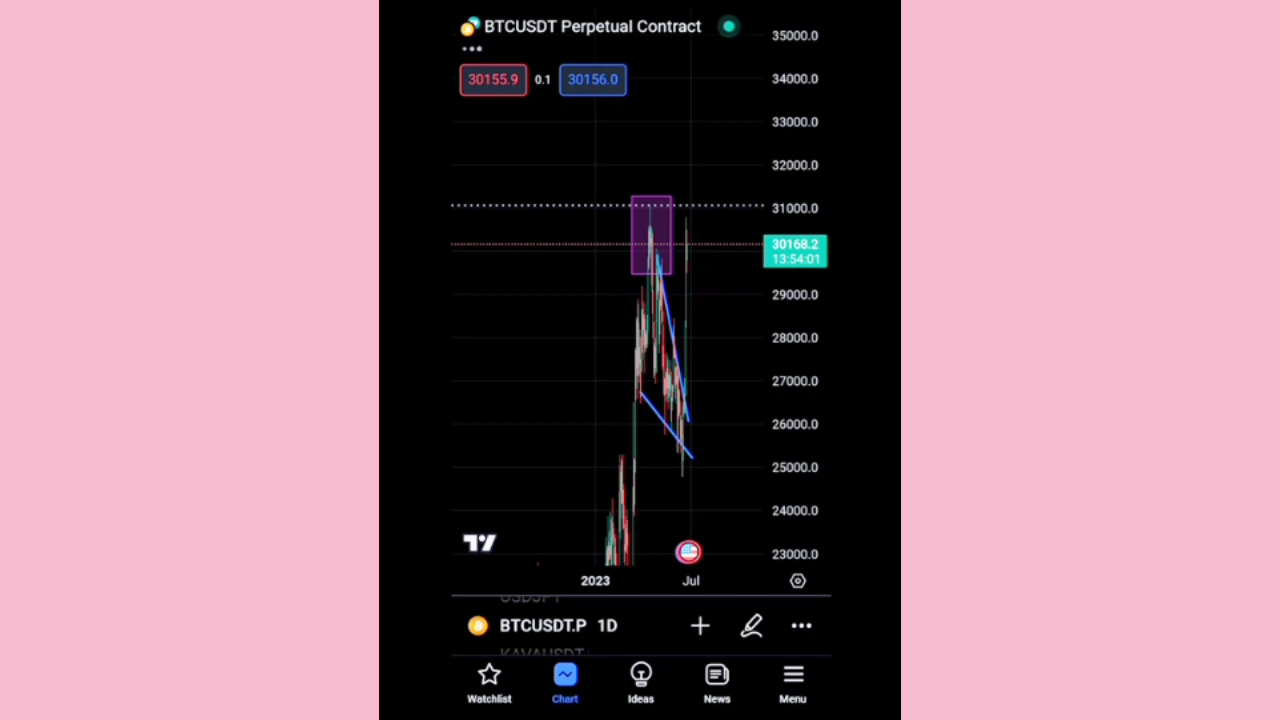 BTCUSDT Perpetual Contract
30155.9 0.1 30156.0
35000.0
34000.0
33000.0
32000.0
31000.0
30168.2
13:54:01
29000.0
28000.0
27000.0
26000.0
25000.0
24000.0
23000.0
2023 Jul
BTCUSDT.P 1D
KAVAUSDT
Watchlist Chart Ideas News Menu